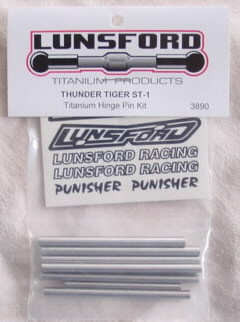 LUNSFORD
TITANIUM PRODUCTS
THUNDER TIGER ST-1
Titanium Hinge Pin Kit 3890
LUNSFORD
LUNSFORD RACING
LUNSFORD RACING
PUNISHER PUNISHER